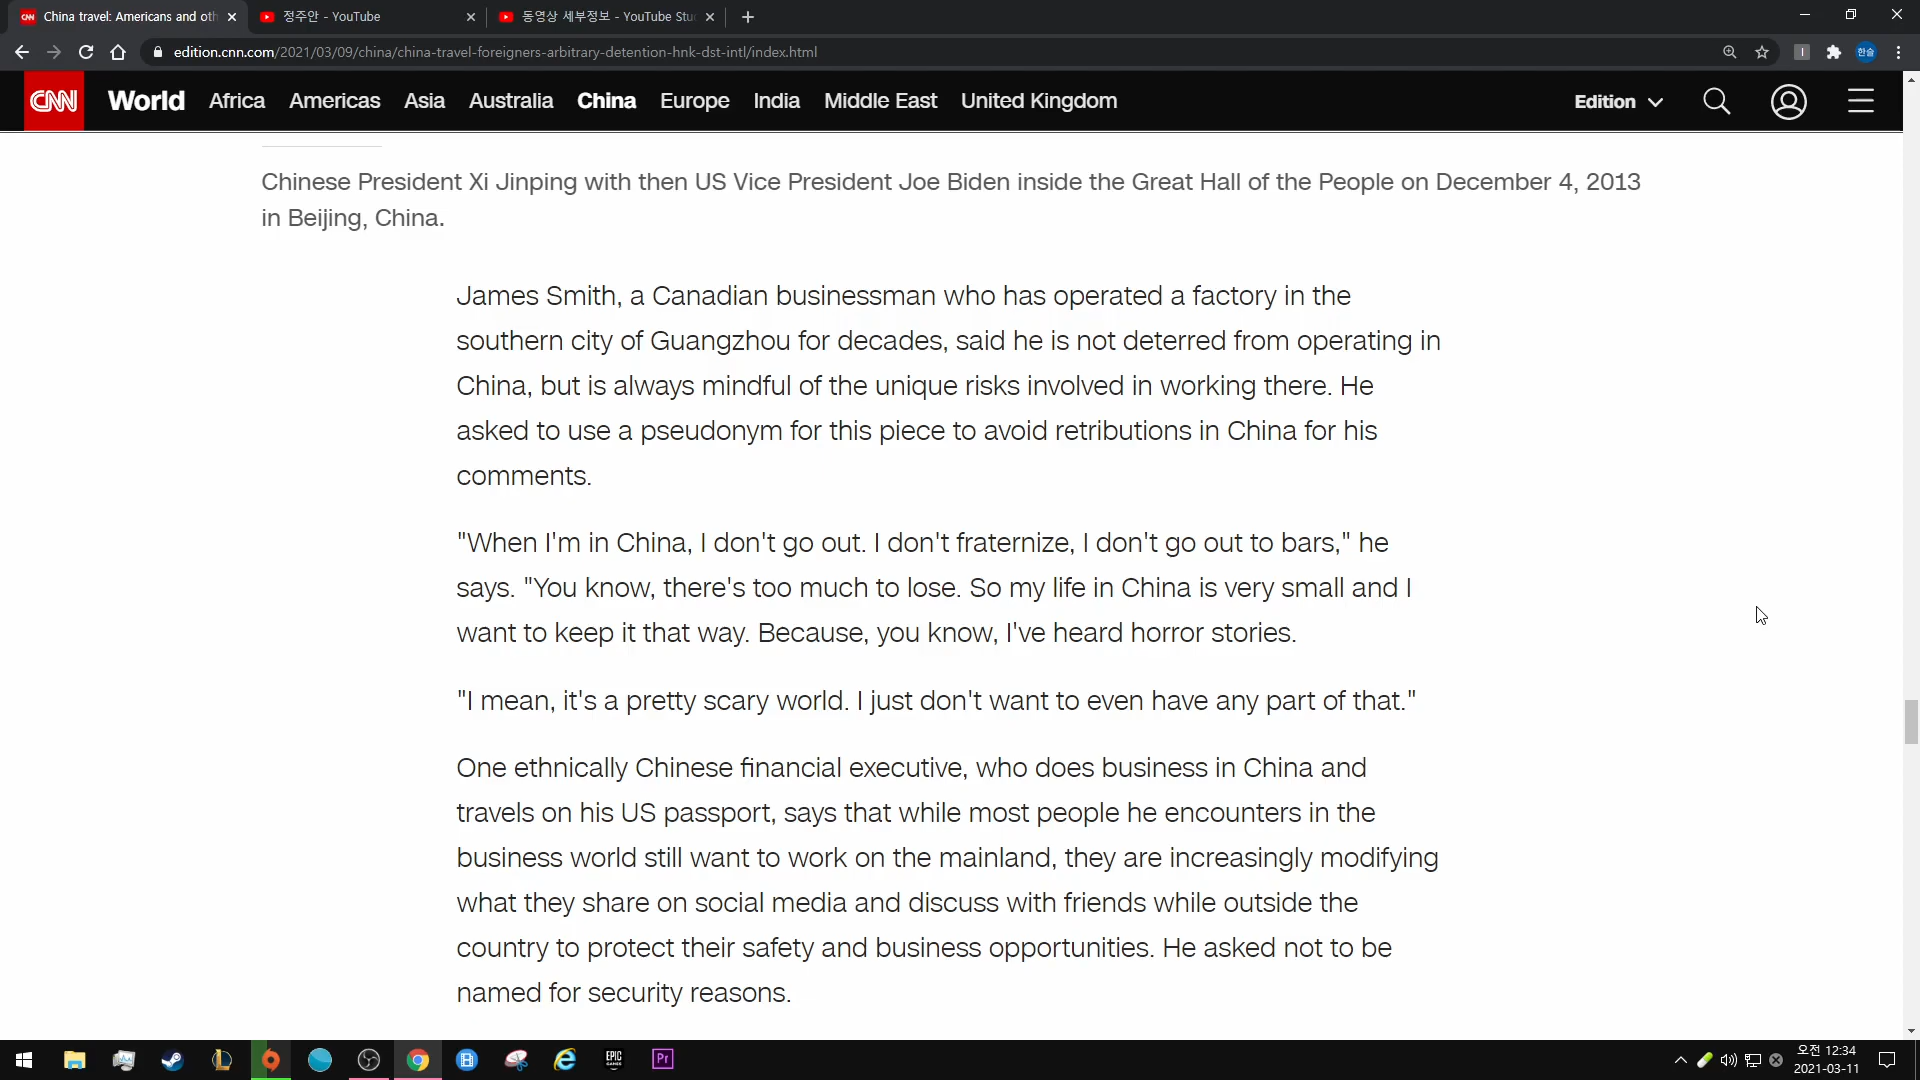 China travel: Americans and oth
정주안 - YouTube
동영상 세부정보 - YouTube Stu
edition.cnn.com/2021/03/09/china/china-travel-foreigners-arbitrary-detention-hnk-dst-intl/index.html
한슬
CNN World Africa Americas Asia Australia China Europe India Middle East United Kingdom Edition
Chinese President Xi Jinping with then US Vice President Joe Biden inside the Great Hall of the People on December 4, 2013
in Beijing, China.
James Smith, a Canadian businessman who has operated a factory in the
southern city of Guangzhou for decades, said he is not deterred from operating in
China, but is always mindful of the unique risks involved in working there. He
asked to use a pseudonym for this piece to avoid retributions in China for his
comments.
"When I'm in China, I don't go out. I don't fraternize, I don't go out to bars," he
says. "You know, there's too much to lose. So my life in China is very small and I
want to keep it that way. Because, you know, I've heard horror stories.
"I mean, it's a pretty scary world. I just don't want to even have any part of that."
One ethnically Chinese financial executive, who does business in China and
travels on his US passport, says that while most people he encounters in the
business world still want to work on the mainland, they are increasingly modifying
what they share on social media and discuss with friends while outside the
country to protect their safety and business opportunities. He asked not to be
named for security reasons.
EPIC GAMES
Pr
오전 12:34
2021-03-11